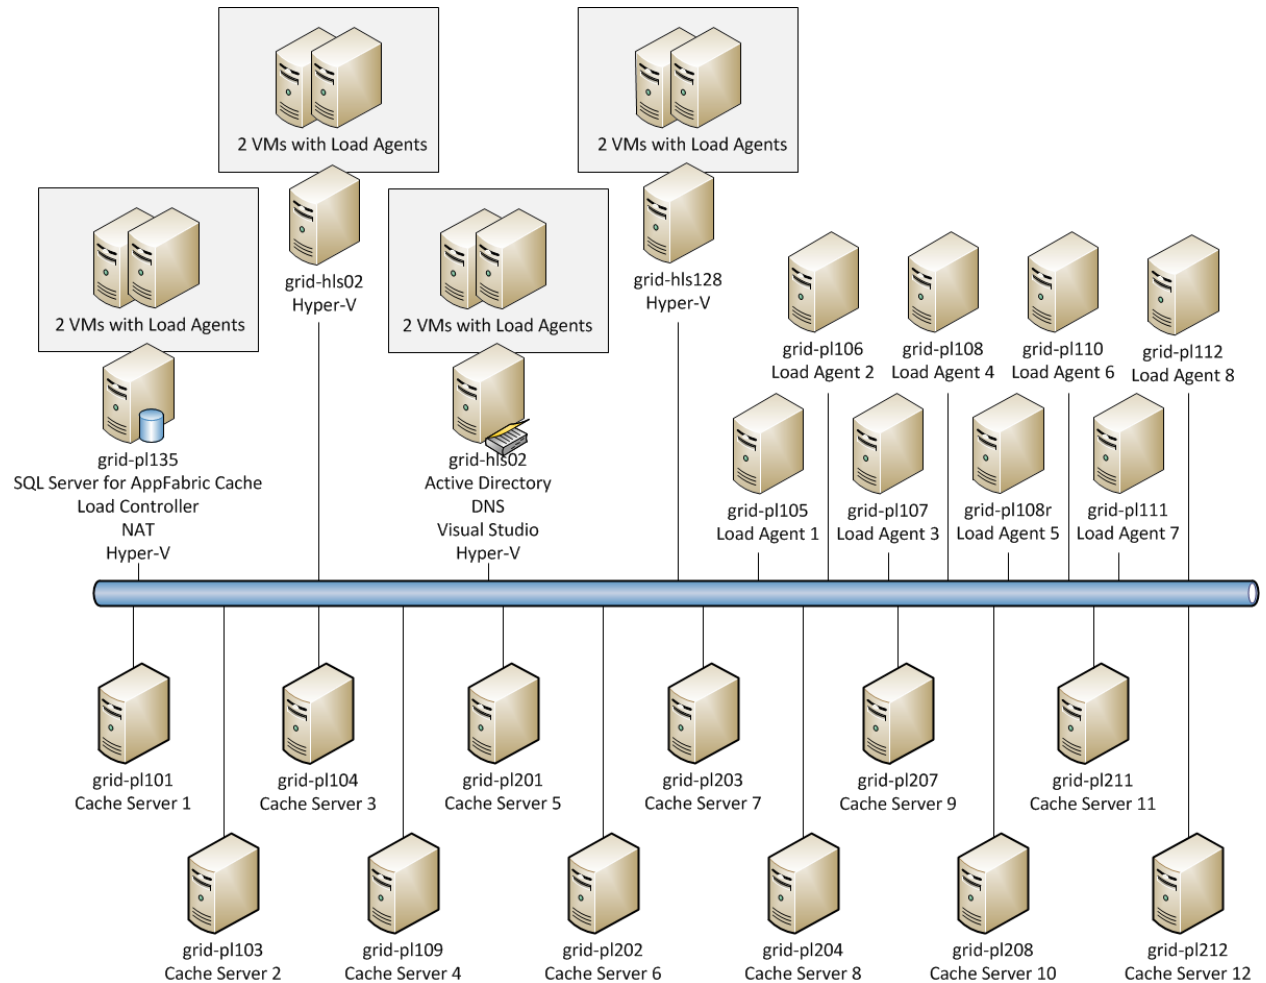 2 VMs with Load Agents
2 VMs with Load Agents
grid-hls02
Hyper-V
grid-hls128
Hyper-V
2 VMs with Load Agents
2 VMs with Load Agents
grid-pl106
Load Agent 2
grid-pl108
Load Agent 4
grid-pl110
Load Agent 6
grid-pl112
Load Agent 8
grid-pl135
SQL Server for AppFabric Cache
Load Controller
NAT
Hyper-V
grid-hls02
Active Directory
DNS
Visual Studio
Hyper-V
grid-pl105
Load Agent 1
grid-pl107
Load Agent 3
grid-pl108r
Load Agent 5
grid-pl111
Load Agent 7
grid-pl101
Cache Server 1
grid-pl104
Cache Server 3
grid-pl201
Cache Server 5
grid-pl203
Cache Server 7
grid-pl207
Cache Server 9
grid-pl211
Cache Server 11
grid-pl103
Cache Server 2
grid-pl109
Cache Server 4
grid-pl202
Cache Server 6
grid-pl204
Cache Server 8
grid-pl208
Cache Server 10
grid-pl212
Cache Server 12